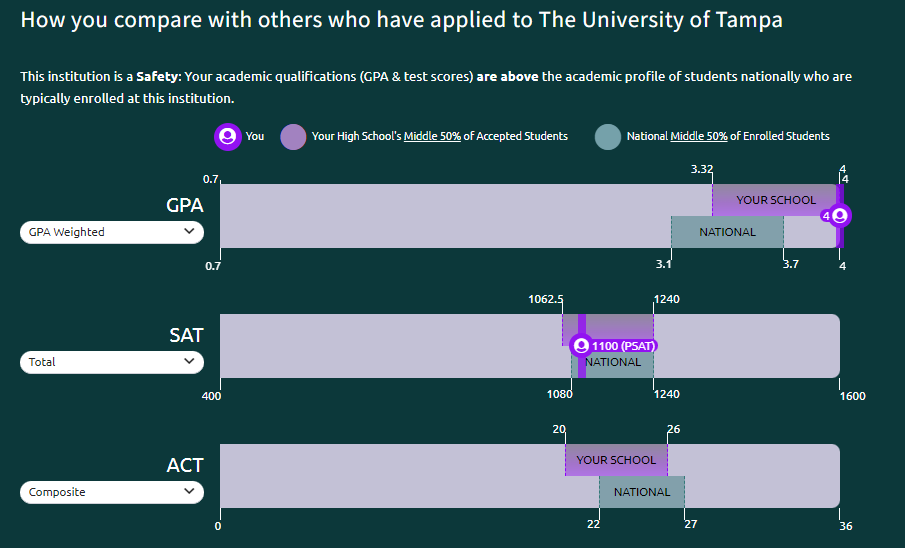 How you compare with others who have applied to The University of Tampa
This institution is a Safety: Your academic qualifications (GPA & test scores) are above the academic profile of students nationally who are
typically enrolled at this institution.
You
Your High School's Middle 50% of Accepted Students
National Middle 50% of Enrolled Students
0.7
3.32
4
4
GPA
GPA Weighted
YOUR SCHOOL
4
NATIONAL
0.7
3.1
3.7
4
1062.5
1240
SAT
Total
1100 (PSAT)
NATIONAL
400
1080
1240
1600
20
26
ACT
Composite
YOUR SCHOOL
NATIONAL
0
22
27
36